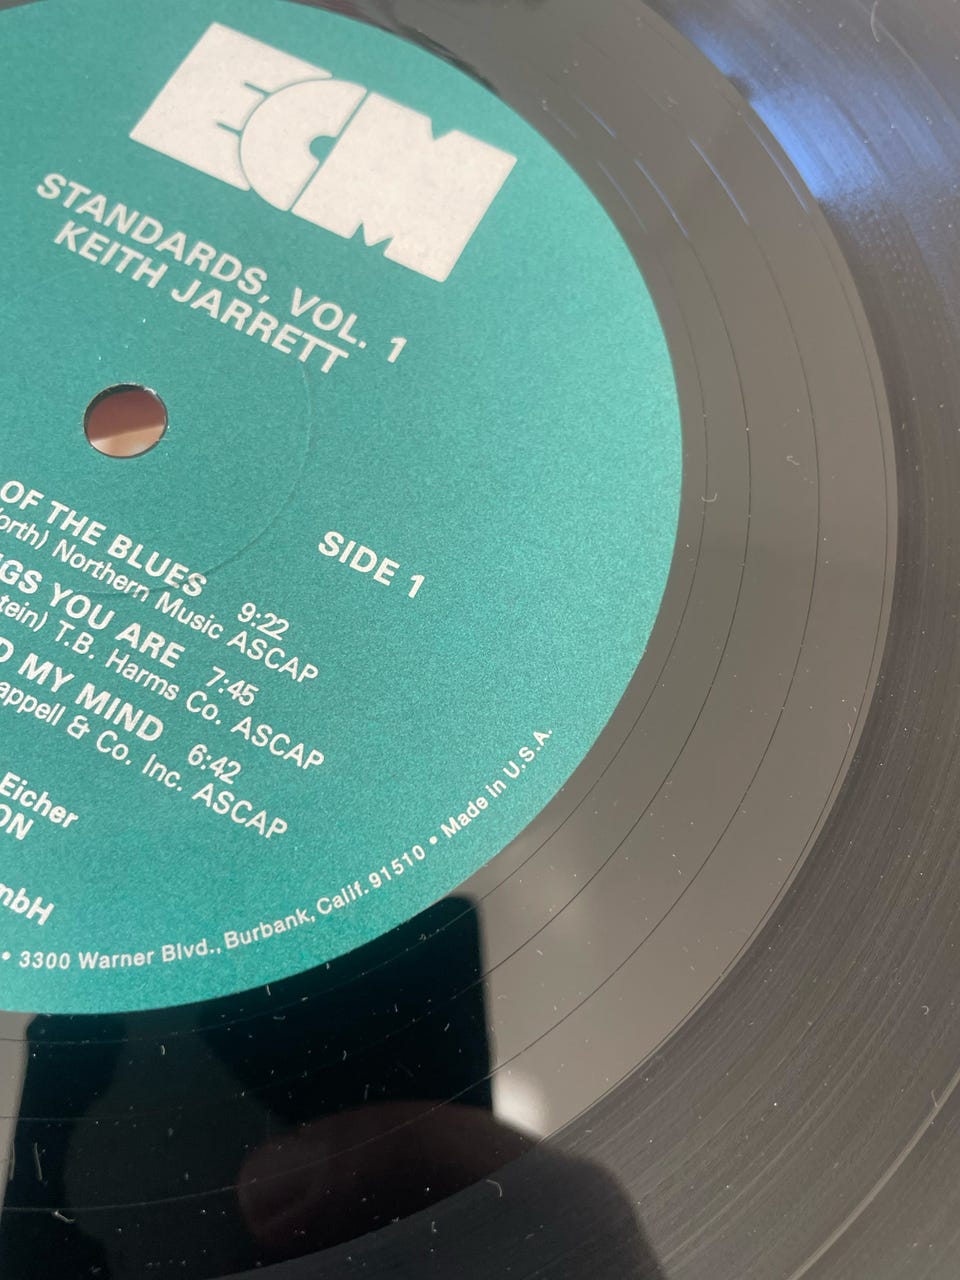 ECM
STANDARDS, VOL. 1
KEITH JARRETT
SIDE 1
OF THE BLUES 9:22
orth) Northern Music ASCAP
GS YOU ARE 7:45
tein) T.B. Harms Co. ASCAP
D MY MIND 6:42
appell & Co. Inc. ASCAP
Eicher
ON
mbH
• 3300 Warner Blvd., Burbank, Calif. 91510 • Made in U.S.A.